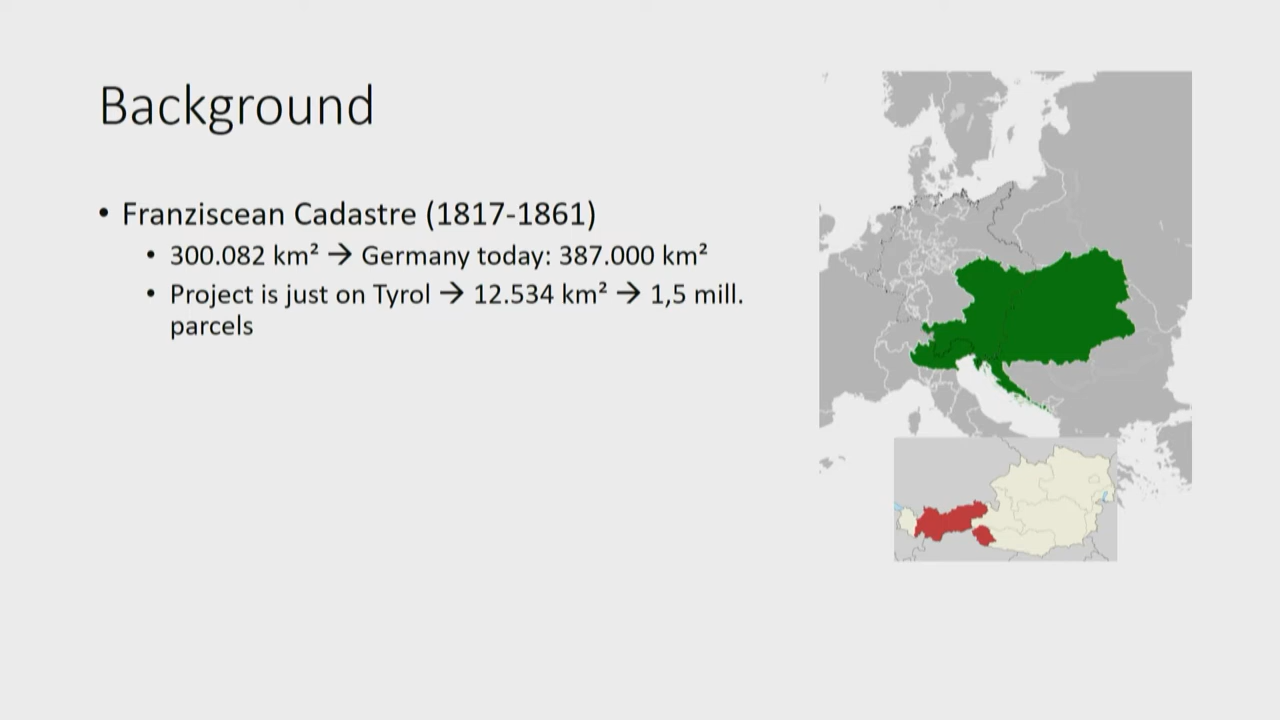 Background
• Franziscean Cadastre (1817-1861)
• 300.082 km² → Germany today: 387.000 km²
• Project is just on Tyrol → 12.534 km² → 1,5 mill.
parcels